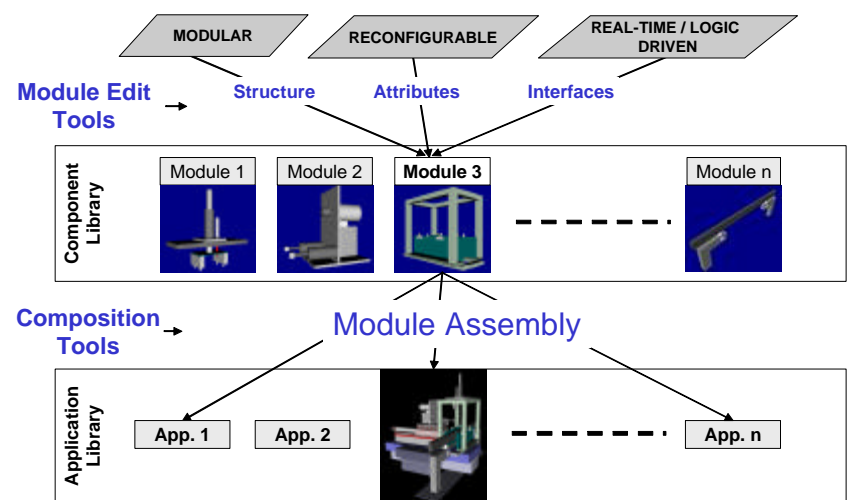 MODULAR
RECONFIGURABLE
REAL-TIME / LOGIC
DRIVEN
Module Edit
Tools
Structure
Attributes
Interfaces
Component
Library
Module 1
Module 2
Module 3
Module n
Composition
Tools
Module Assembly
Application
Library
App. 1
App. 2
App. n